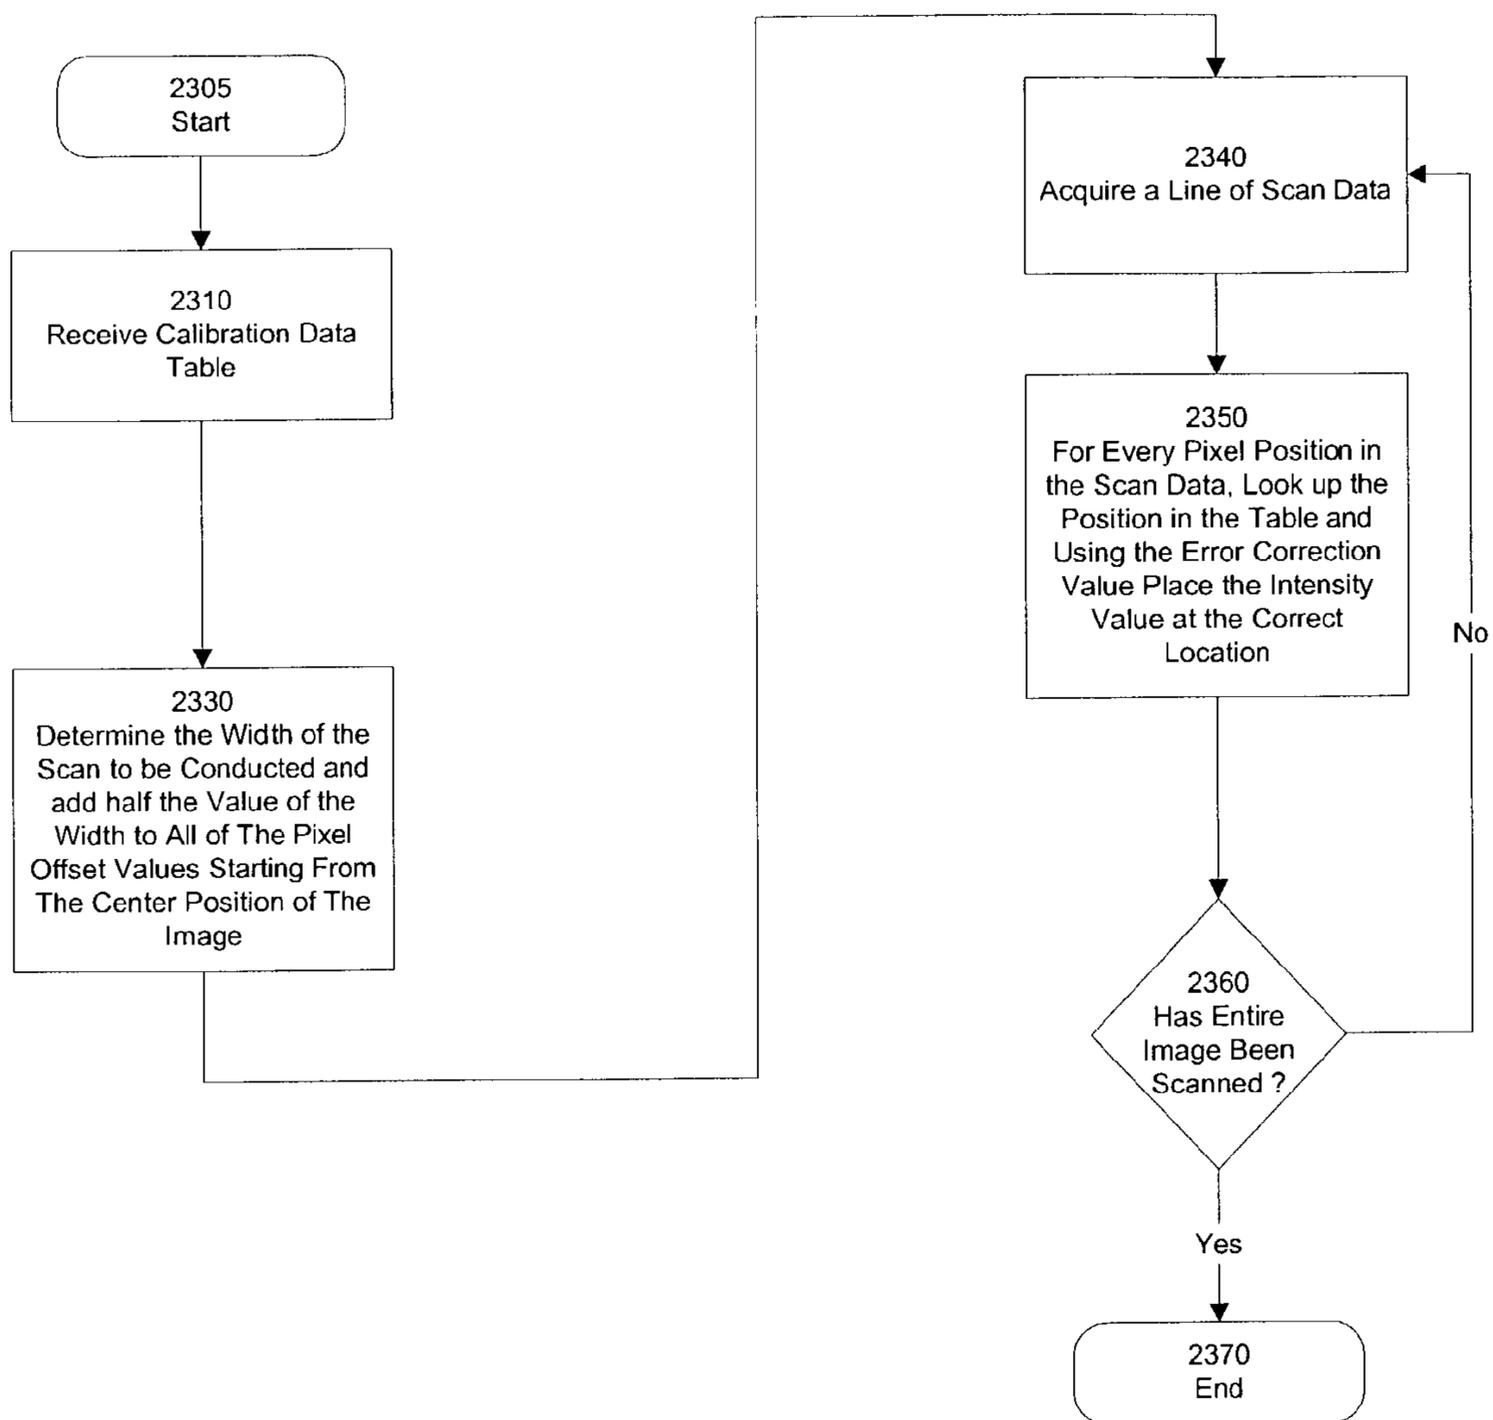 2305
Start
2310
Receive Calibration Data
Table
2330
Determine the Width of the
Scan to be Conducted and
add half the Value of the
Width to All of The Pixel
Offset Values Starting From
The Center Position of The
Image
2340
Acquire a Line of Scan Data
2350
For Every Pixel Position in
the Scan Data, Look up the
Position in the Table and
Using the Error Correction
Value Place the Intensity
Value at the Correct
Location
No
2360
Has Entire
Image Been
Scanned ?
Yes
2370
End